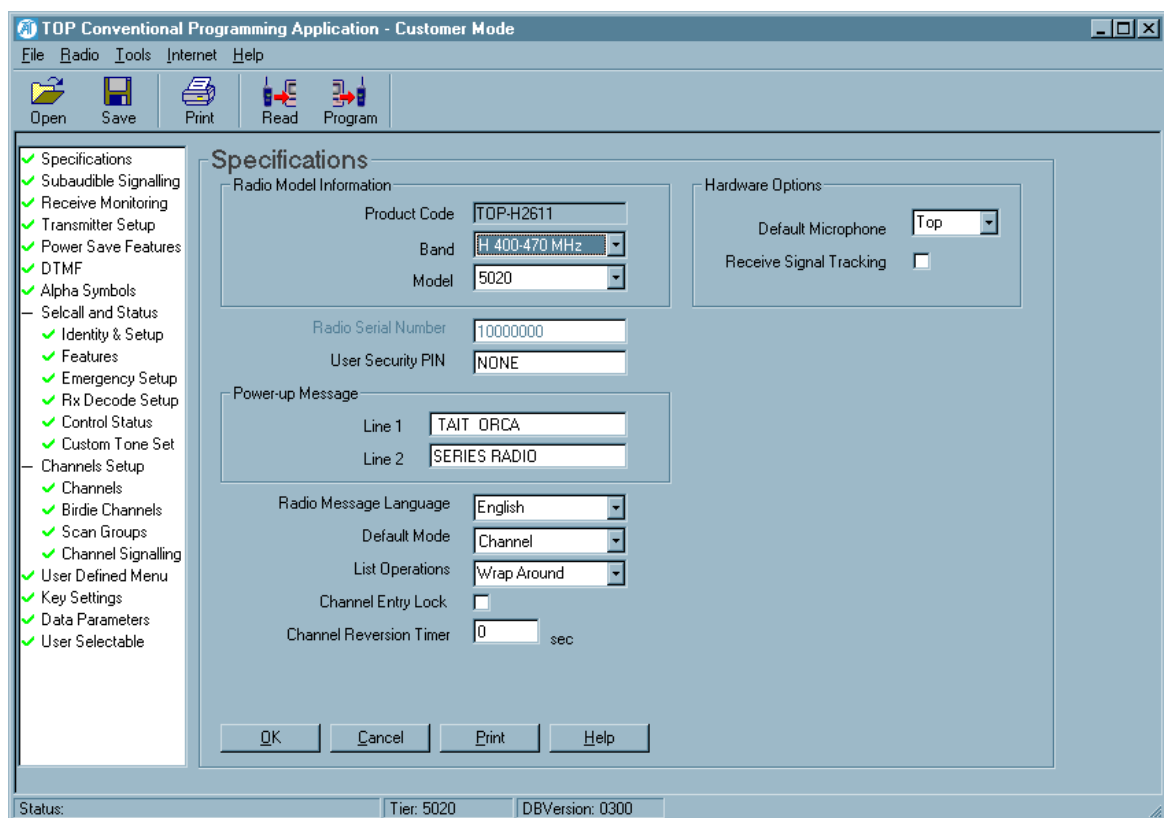 TOP Conventional Programming Application - Customer Mode
File Radio Tools Internet Help
Open Save Print Read Program
Specifications
Subaudible Signalling
Receive Monitoring
Transmitter Setup
Power Save Features
DTMF
Alpha Symbols
Selcall and Status
Identity & Setup
Features
Emergency Setup
Rx Decode Setup
Control Status
Custom Tone Set
Channels Setup
Channels
Birdie Channels
Scan Groups
Channel Signalling
User Defined Menu
Key Settings
Data Parameters
User Selectable
Specifications
Radio Model Information
Product Code TOP-H2611
Band H 400-470 MHz
Model 5020
Hardware Options
Default Microphone Top
Receive Signal Tracking
Radio Serial Number 10000000
User Security PIN NONE
Power-up Message
Line 1 TAIT ORCA
Line 2 SERIES RADIO
Radio Message Language English
Default Mode Channel
List Operations Wrap Around
Channel Entry Lock
Channel Reversion Timer 0 sec
OK Cancel Print Help
Status: Tier: 5020 DBVersion: 0300